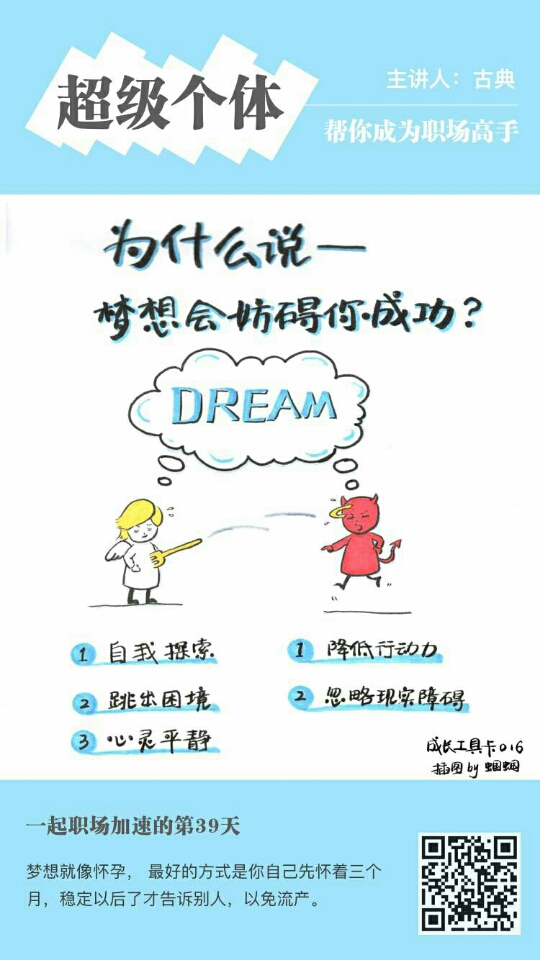 超级个体
主讲人：古典
帮你成为职场高手
为什么说—
梦想会妨碍你成功？
DREAM
1 自我探索
2 跳出困境
3 心灵平静
1 降低行动力
2 忽略现实障碍
成长工具卡016
插图by蝈蝈
一起职场加速的第39天
梦想就像怀孕， 最好的方式是你自己先怀着三个
月，稳定以后了才告诉别人，以免流产。